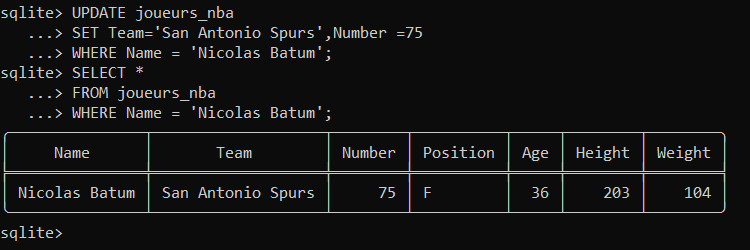 sqlite> UPDATE joueurs_nba
   ...> SET Team='San Antonio Spurs',Number =75
   ...> WHERE Name = 'Nicolas Batum';
sqlite> SELECT *
   ...> FROM joueurs_nba
   ...> WHERE Name = 'Nicolas Batum';
Name Team Number Position Age Height Weight
Nicolas Batum San Antonio Spurs 75 F 36 203 104
sqlite>